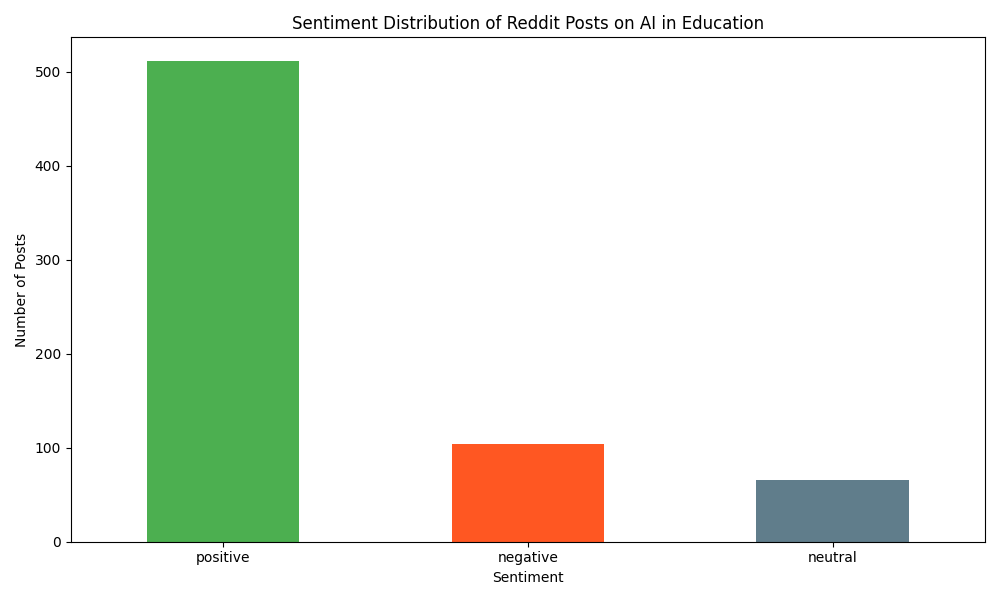 Sentiment Distribution of Reddit Posts on AI in Education
Number of Posts
500
400
300
200
100
0
positive
negative
neutral
Sentiment